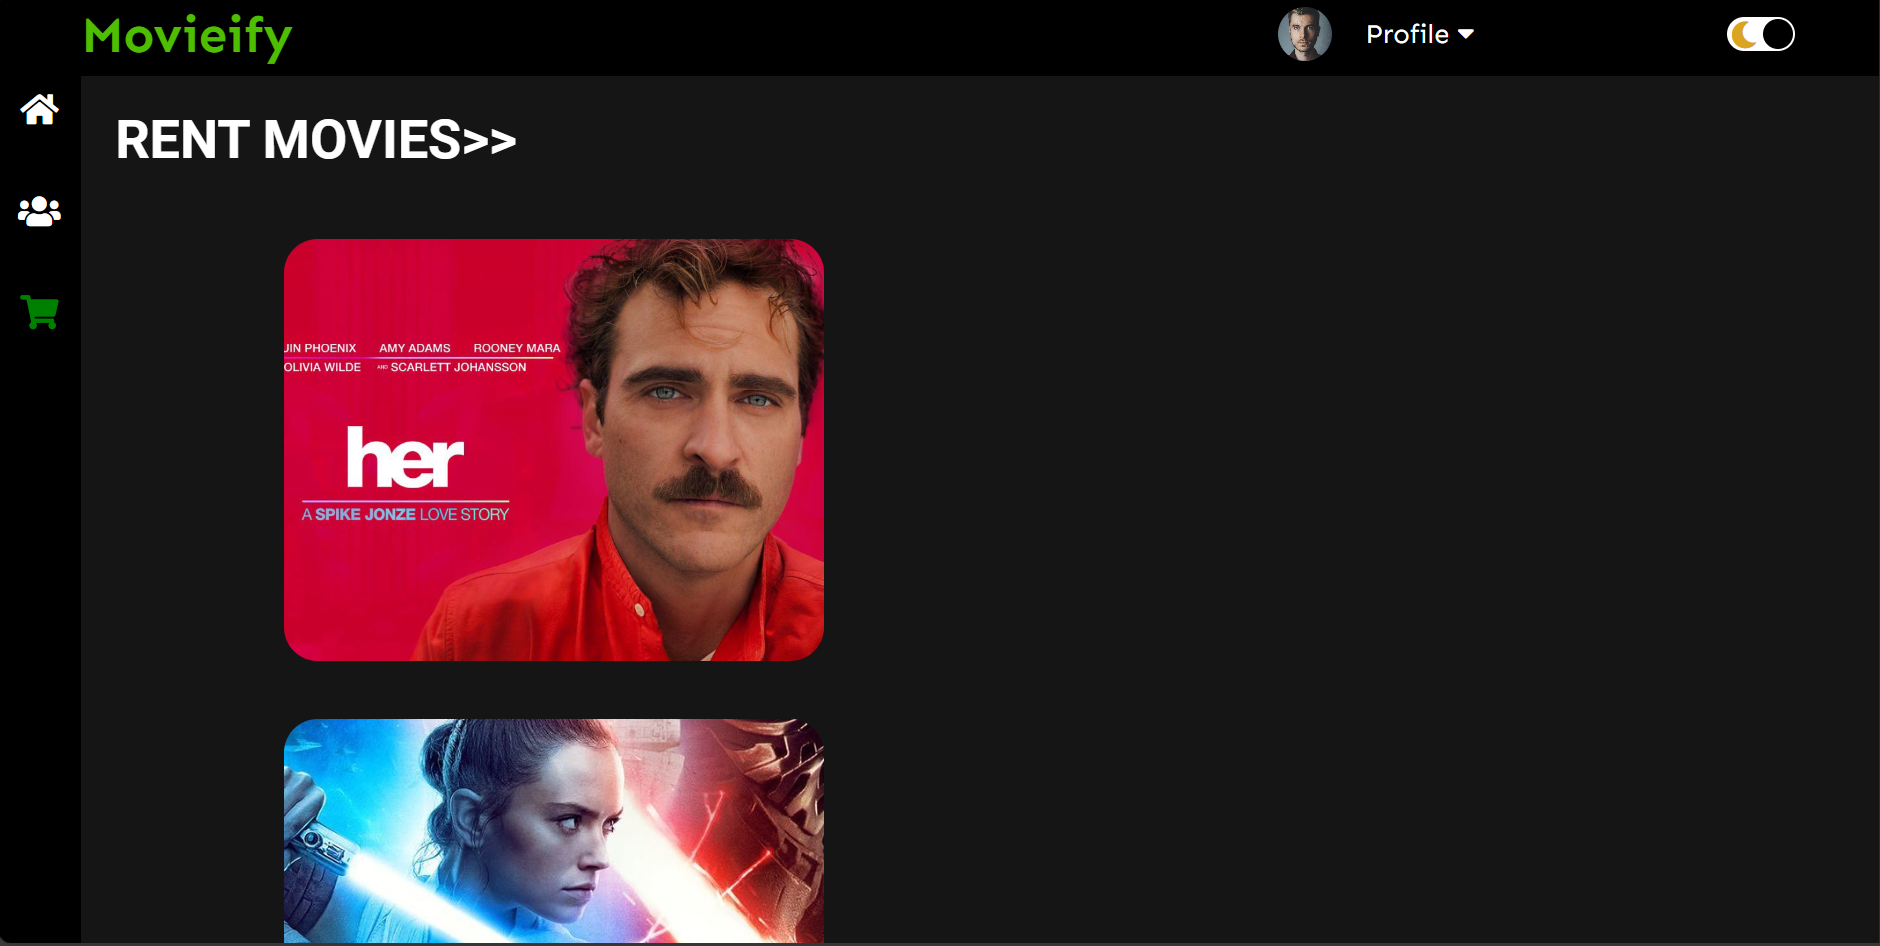 Movieify
Profile
RENT MOVIES>>
UIN PHOENIX AMY ADAMS ROONEY MARA
OLIVIA WILDE AND SCARLETT JOHANSSON
her
A SPIKE JONZE LOVE STORY